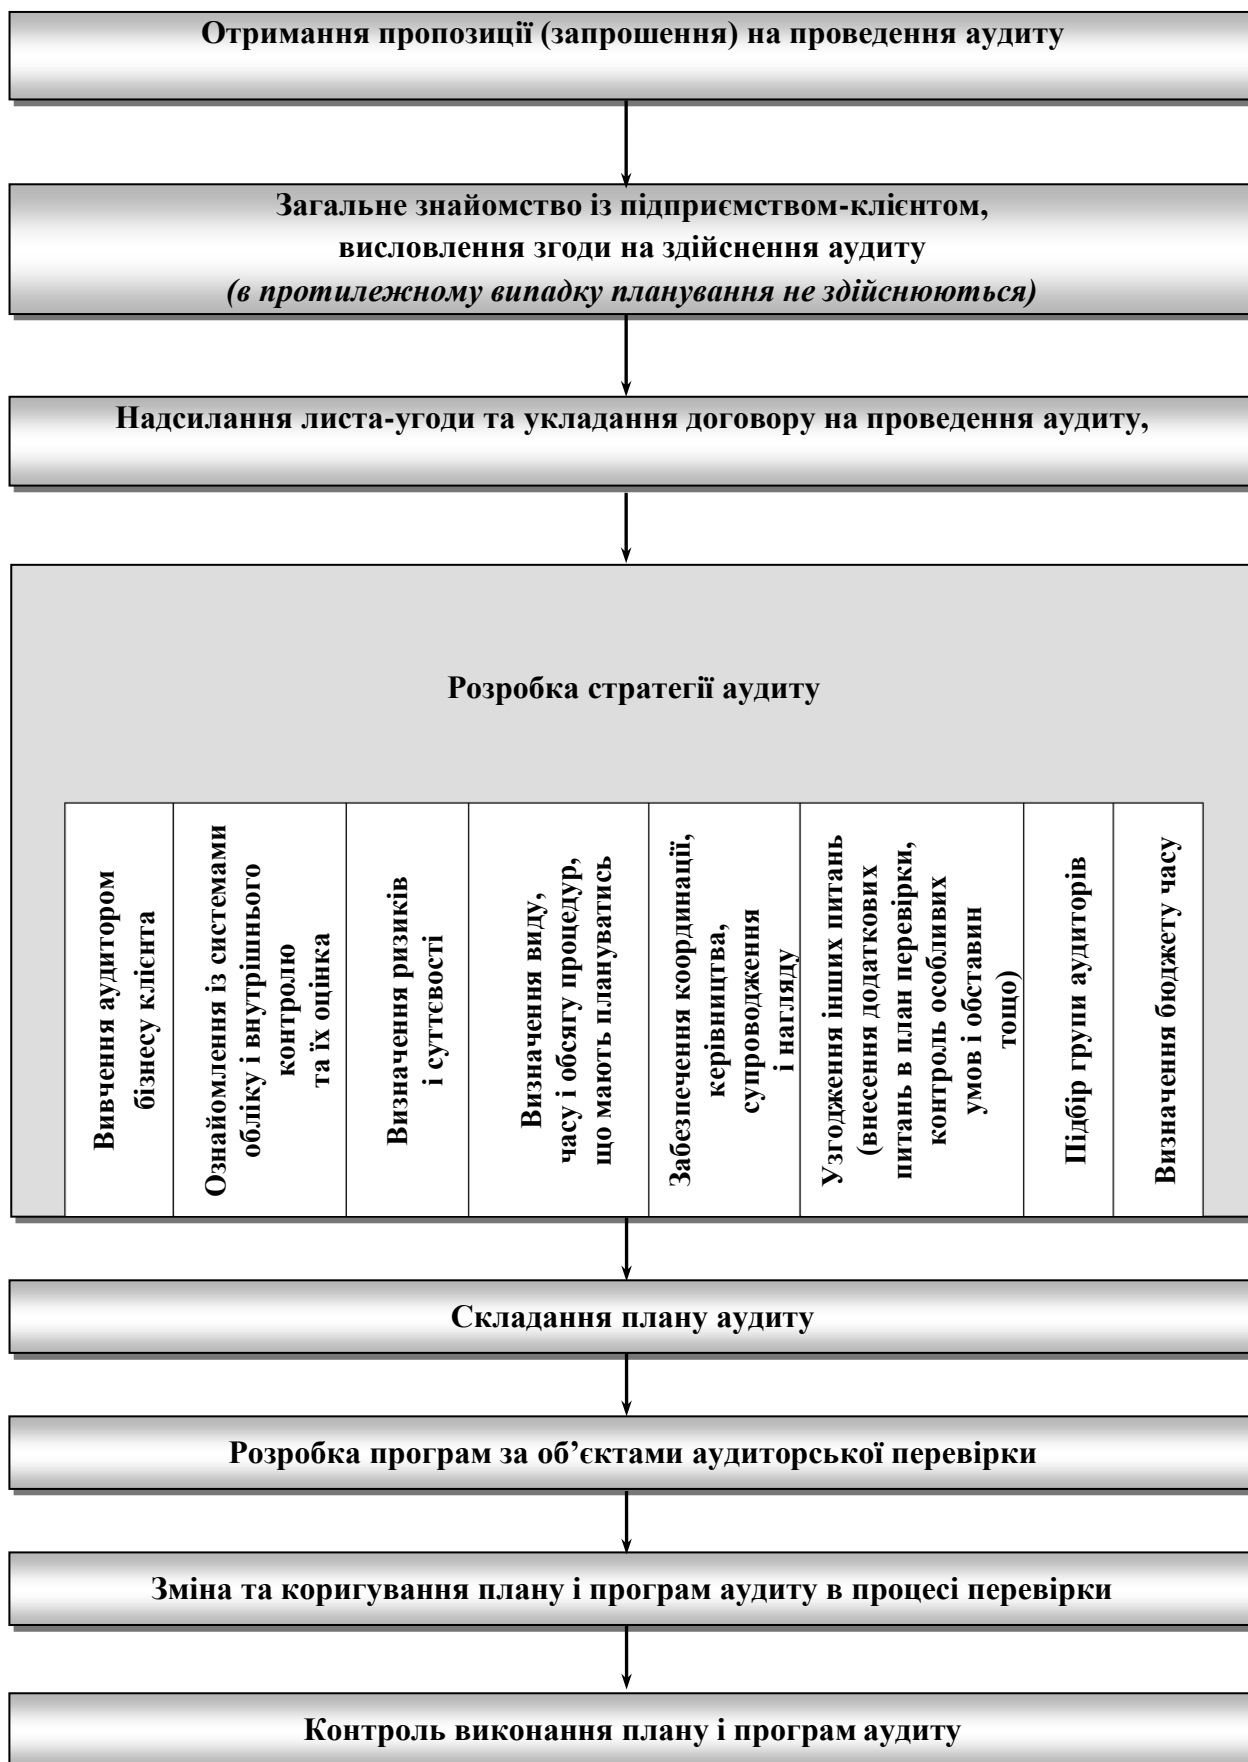 Отримання пропозиції (запрошення) на проведення аудиту
Загальне знайомство із підприємством-клієнтом,
висловлення згоди на здійснення аудиту
(в протилежному випадку планування не здійснюються)
Надсилання листа-угоди та укладання договору на проведення аудиту,
Розробка стратегії аудиту
Вивчення аудитором
бізнесу клієнта
Ознайомлення із системами
обліку і внутрішнього
контролю
та їх оцінка
Визначення ризиків
і суттєвості
Визначення виду,
часу і обсягу процедур,
що мають плануватись
Забезпечення координації,
керівництва,
супроводження
і нагляду
Узгодження інших питань
(внесення додаткових
питань в план перевірки,
контроль особливих
умов і обставин
тощо)
Підбір групи аудиторів
Визначення бюджету часу
Складання плану аудиту
Розробка програм за об’єктами аудиторської перевірки
Зміна та коригування плану і програм аудиту в процесі перевірки
Контроль виконання плану і програм аудиту